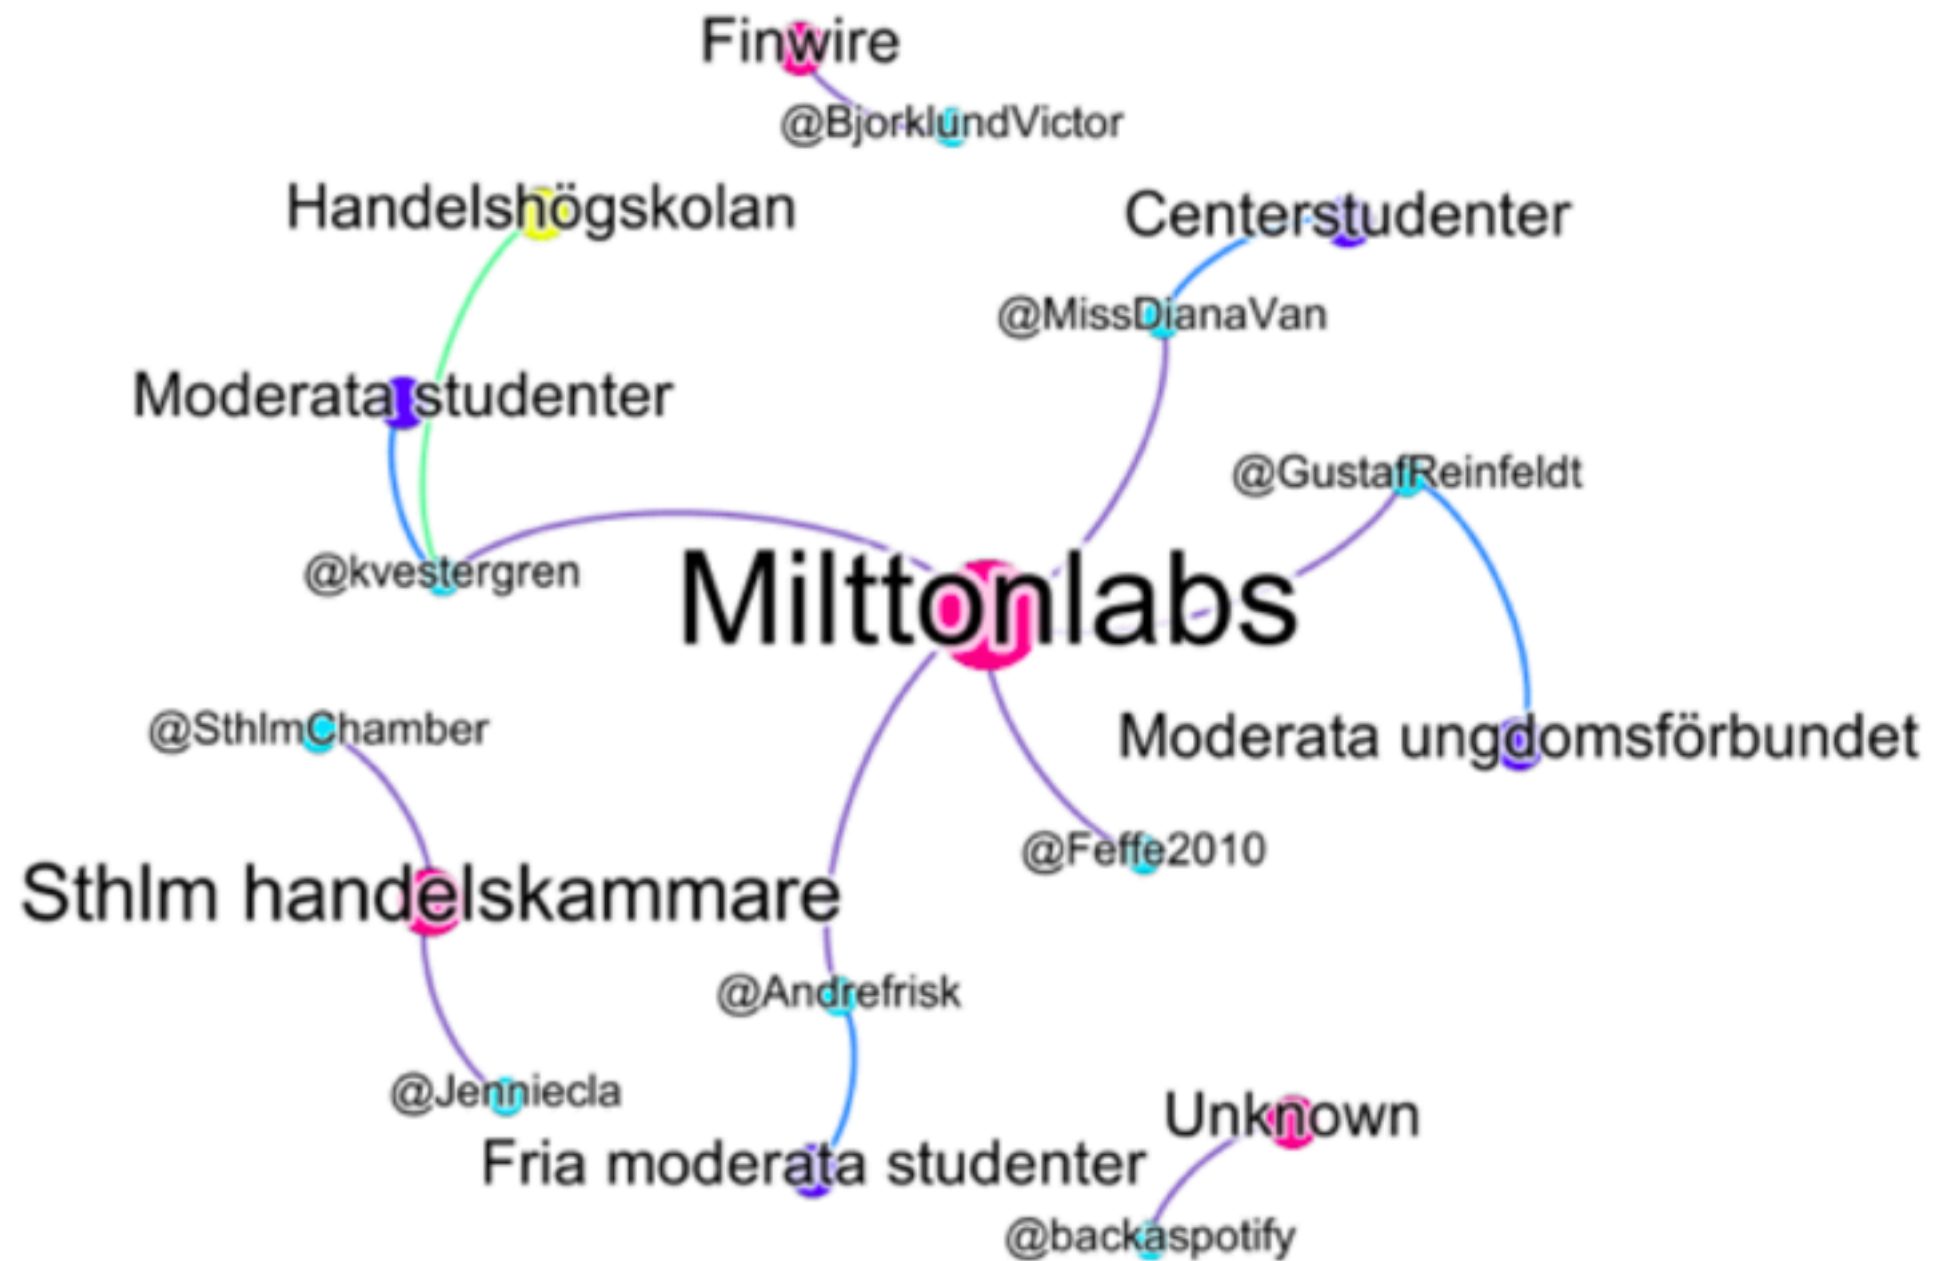 Finwire
@BjorklundVictor
Handelshögskolan
Centerstudenter
@MissDianaVan
Moderata studenter
@GustafReinfeldt
@kvestergren
Milttonlabs
@SthlmChamber
Moderata ungdomsförbundet
@Feffe2010
Sthlm handelskammare
@Andrefrisk
@Jenniecla
Unknown
Fria moderata studenter
@backaspotify